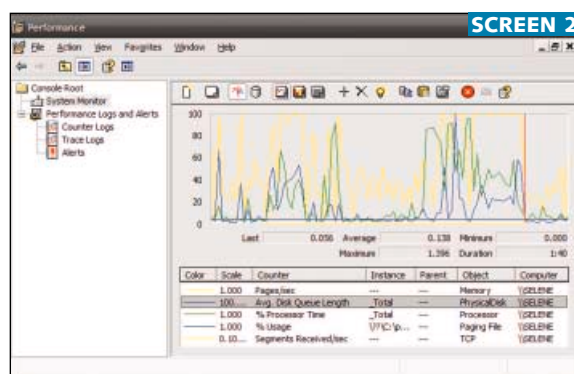 SCREEN 2
Performance
File Action View Favorites Window Help
Console Root
System Monitor
Performance Logs and Alerts
Counter Logs
Trace Logs
Alerts
100
80
60
40
20
0
Last 0.056 Average 0.138 Minimum 0.000
Maximum 1.396 Duration 1:40
Color Scale Counter Instance Parent Object Computer
1.000 Pages/sec --- --- Memory \\SELENE
100.... Avg. Disk Queue Length _Total --- PhysicalDisk \\SELENE
1.000 % Processor Time _Total --- Processor \\SELENE
1.000 % Usage --- Paging File \\SELENE
0.10... Segments Received/sec --- --- TCP \\SELENE